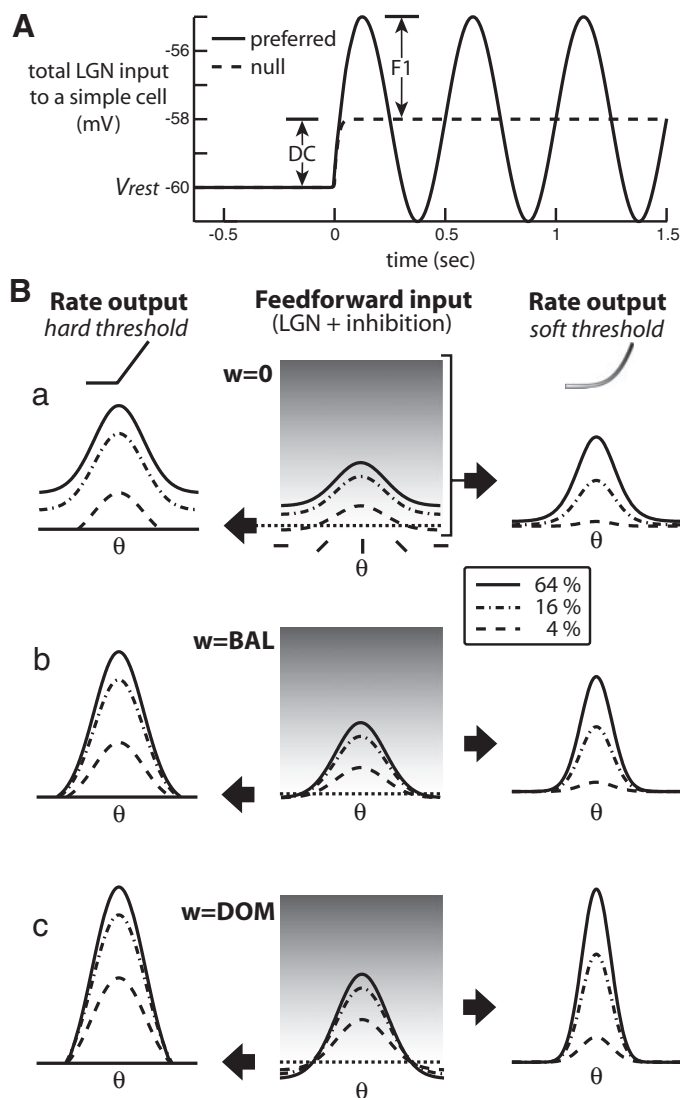 A
total LGN input
to a simple cell
(mV)
-56
-58
Vrest -60
preferred
null
F1
DC
-0.5 0 0.5 1 1.5
time (sec)
B
Rate output
hard threshold
Feedforward input
(LGN + inhibition)
Rate output
soft threshold
a
w=0
θ
θ
θ
64 %
16 %
4 %
b
w=BAL
θ
θ
θ
c
w=DOM
θ
θ
θ